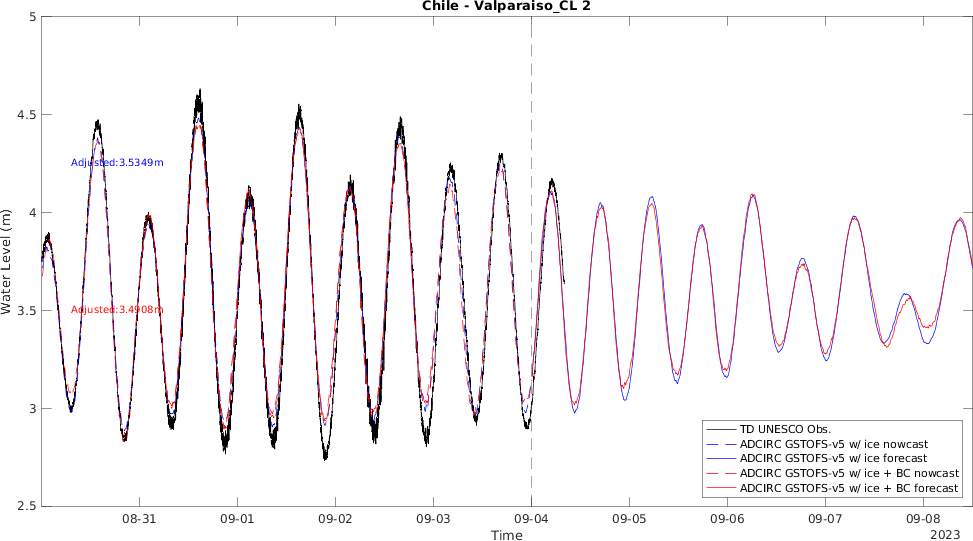 Chile - Valparaiso_CL 2
5
4.5
4
3.5
3
2.5
Water Level (m)
Adjusted:3.5349m
Adjusted:3.4908m
TD UNESCO Obs.
ADCIRC GSTOFS-v5 w/ ice nowcast
ADCIRC GSTOFS-v5 w/ ice forecast
ADCIRC GSTOFS-v5 w/ ice + BC nowcast
ADCIRC GSTOFS-v5 w/ ice + BC forecast
08-31 09-01 09-02 09-03 09-04 09-05 09-06 09-07 09-08
Time
2023